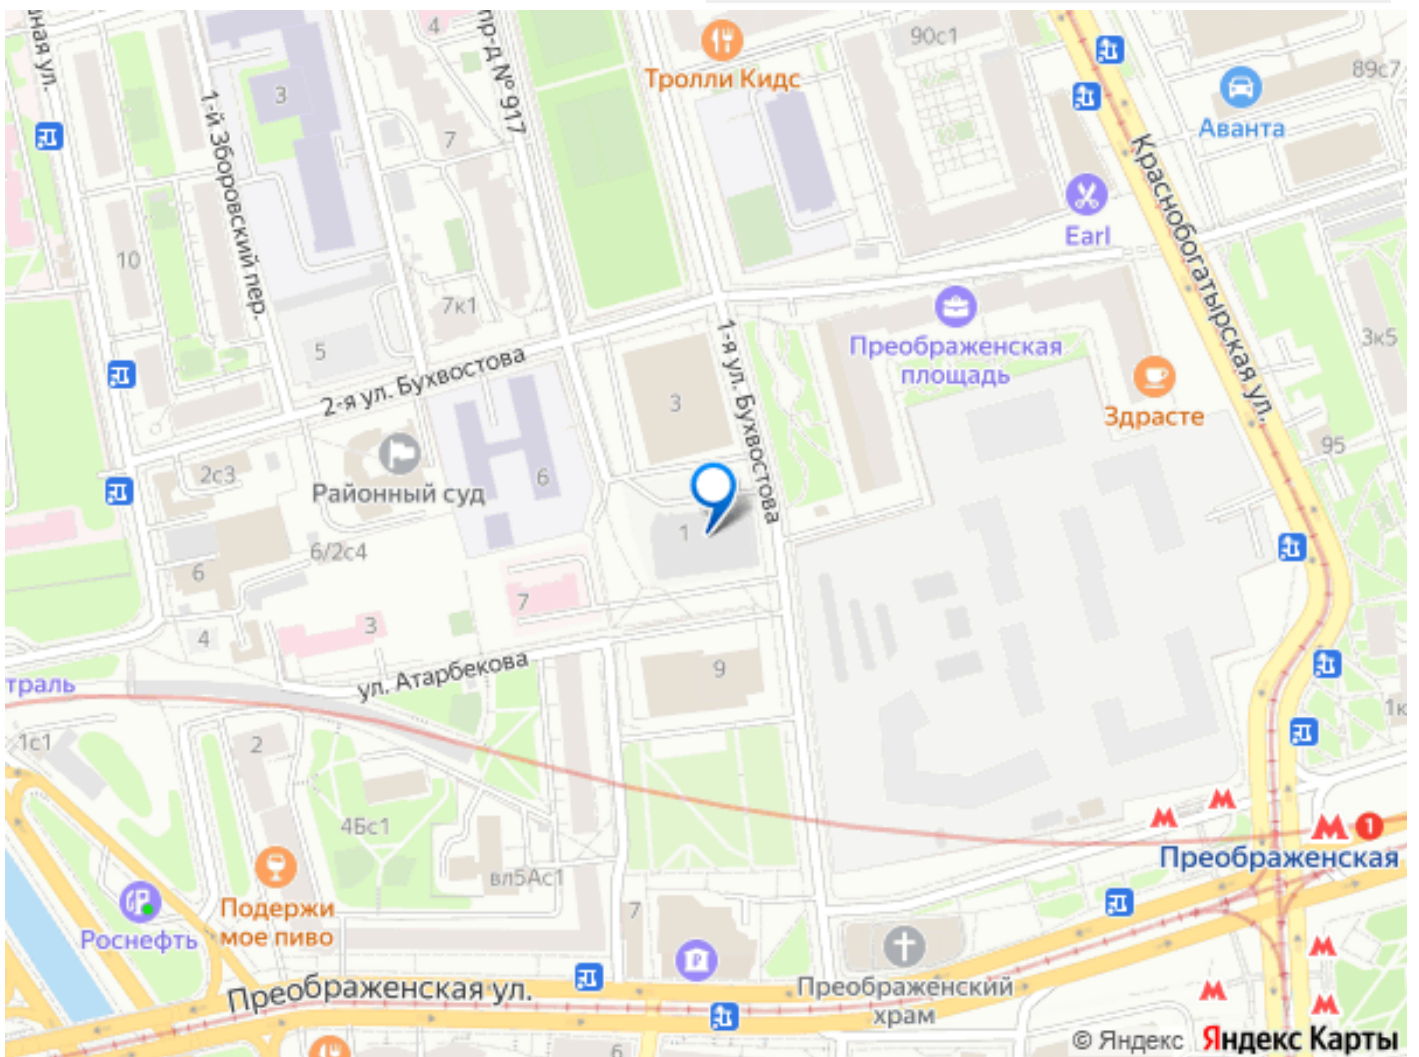 ная ул.
4
пр-д № 917
90с1
Тролли Кидс
89с7
Аванта
3
1-й Зборовский пер.
7
Краснобогатырская ул.
Earl
10
7к1
5
2-я ул. Бухвостова
1-я ул. Бухвостова
Преображенская
площадь
3к5
3
Здрасте
95
2с3
Районный суд
6
1
6/2с4
6
7
4
3
ул. Атарбекова
9
траль
1к
1с1
2
4Бс1
М
М
М
1
Преображенская
вл5Ас1
Подержи
мое пиво
7
Роснефть
Р
М
Преображенская ул.
Преображенский
храм
М
М
6
© Яндекс
Яндекс Карты